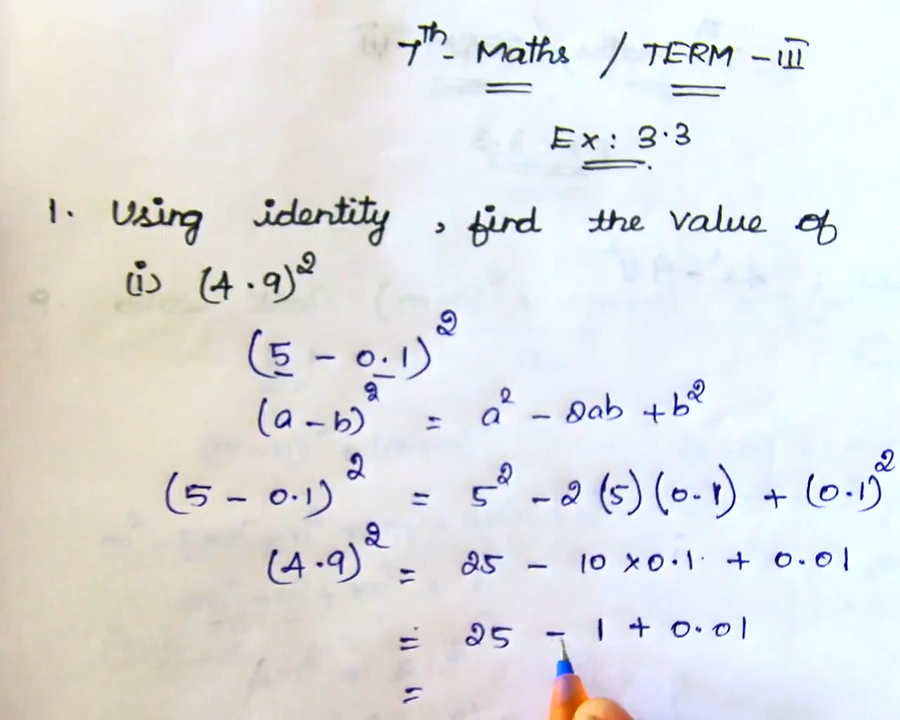 7th - Maths / TERM - III
Ex: 3.3
1. Using identity, find the value of
(i) (4.9)²
(5 - 0.1)²
(a - b)² = a² - 2ab + b²
(5 - 0.1)² = 5² - 2 (5) (0.1) + (0.1)²
(4.9)² = 25 - 10 × 0.1 + 0.01
= 25 - 1 + 0.01
=